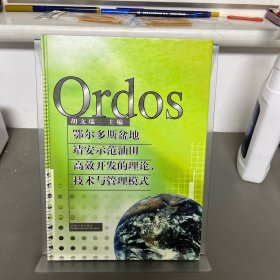 Ordos
胡文瑞 主编
鄂尔多斯盆地
靖安示范油田
高效开发的理论、
技术与管理模式